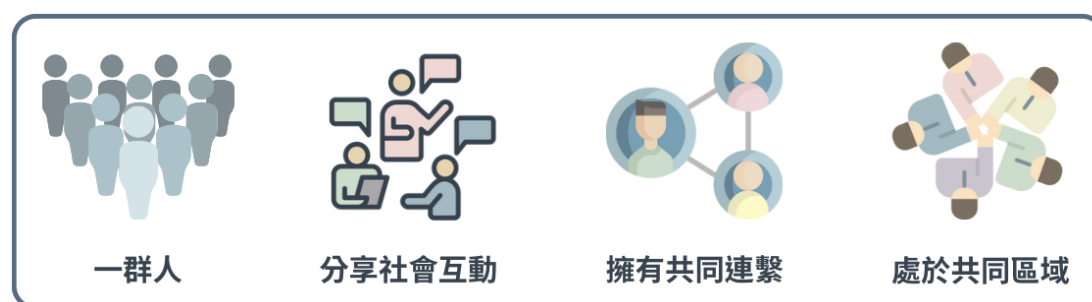 一群人
分享社會互動
擁有共同連繫
處於共同區域